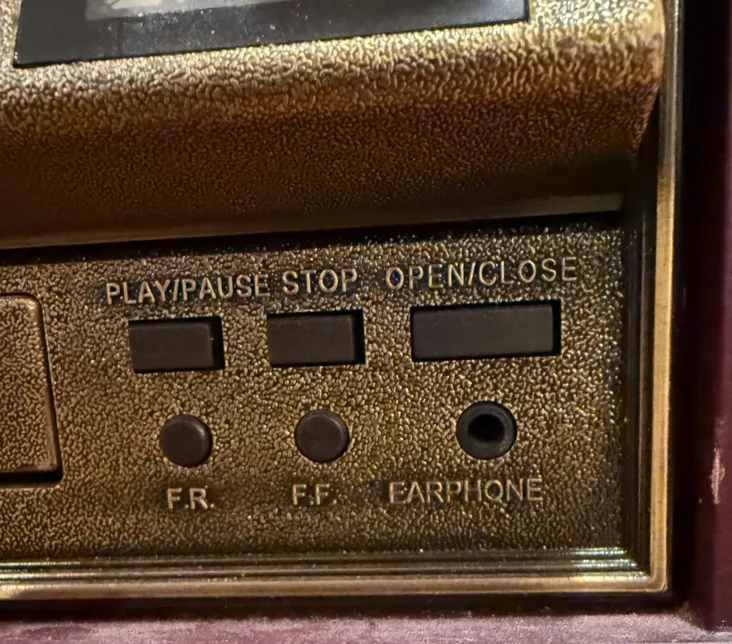 PLAY/PAUSE STOP OPEN/CLOSE
F.R. F.F. EARPHONE